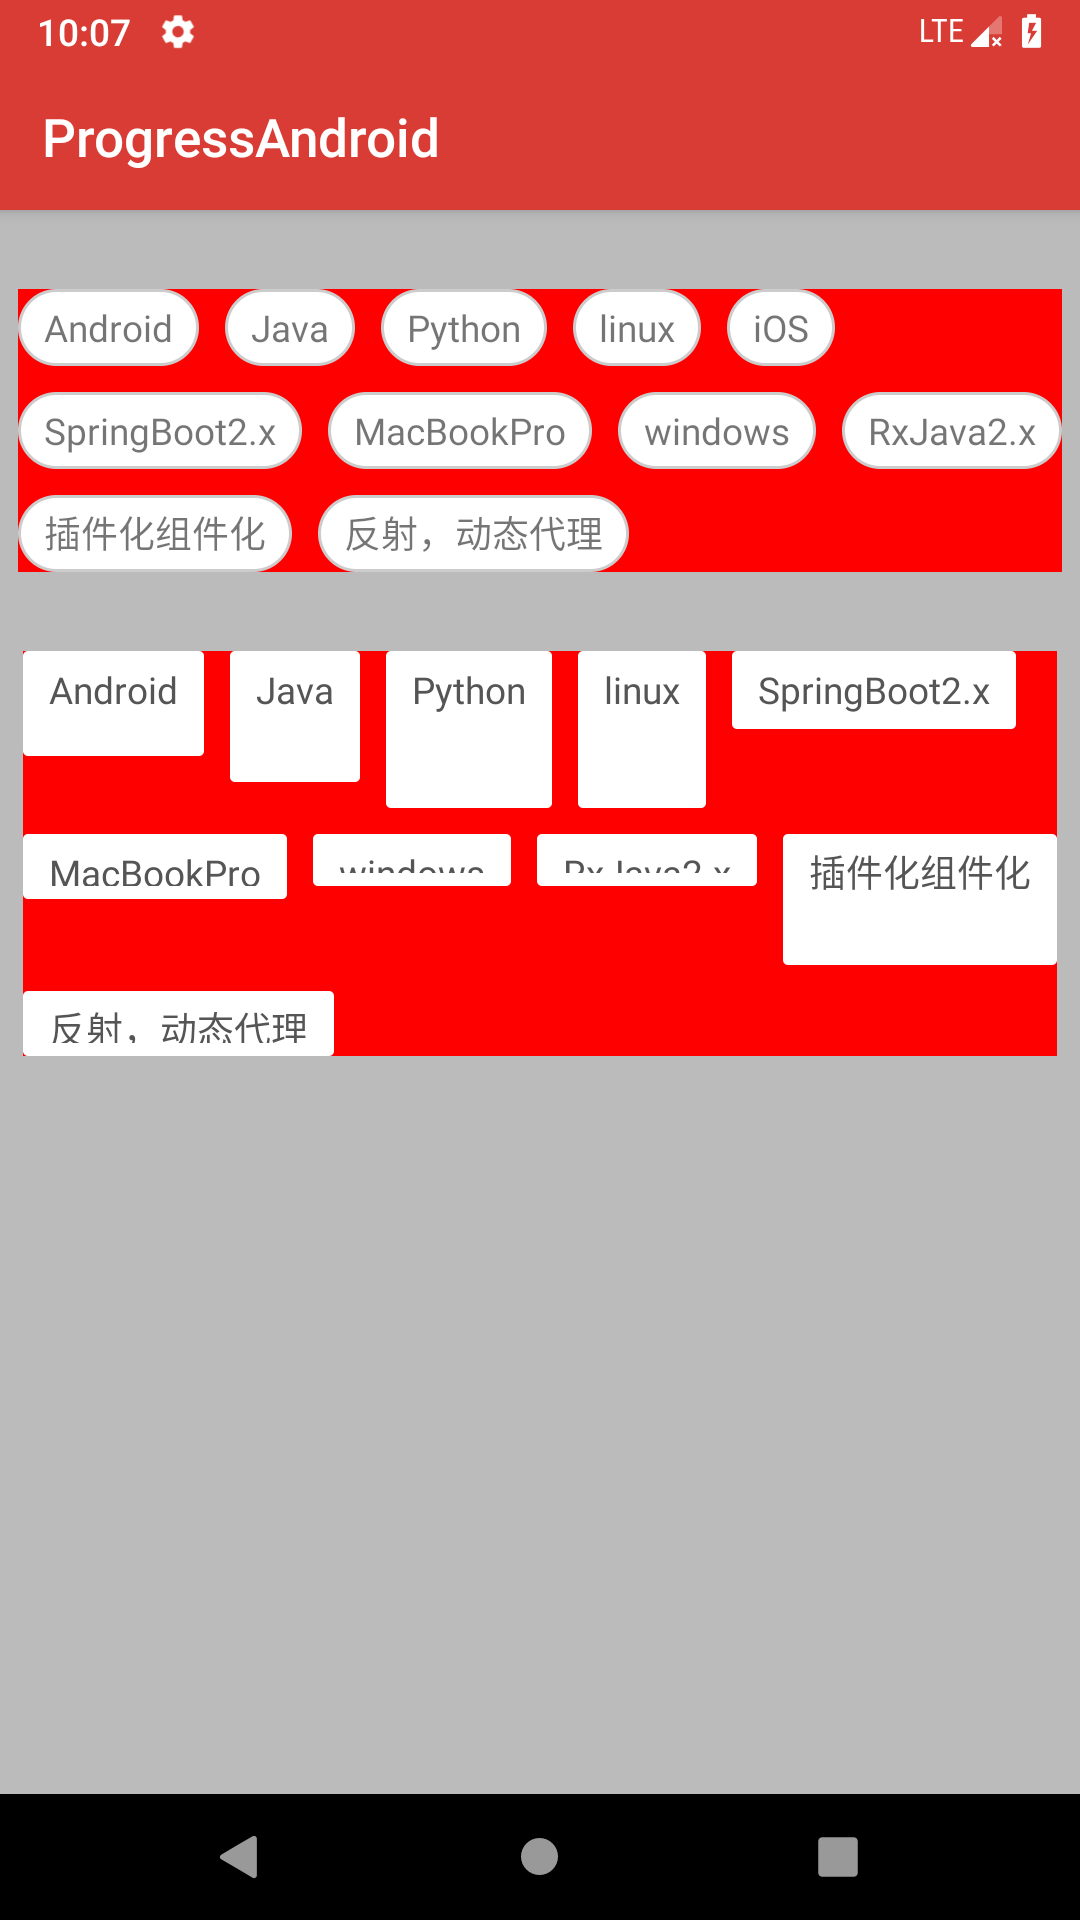 10:07 LTE
ProgressAndroid
Android Java Python linux iOS
SpringBoot2.x MacBookPro windows RxJava2.x
插件化组件化 反射，动态代理
Android Java Python linux SpringBoot2.x
MacBookPro windows RxJava2.x 插件化组件化
反射，动态代理